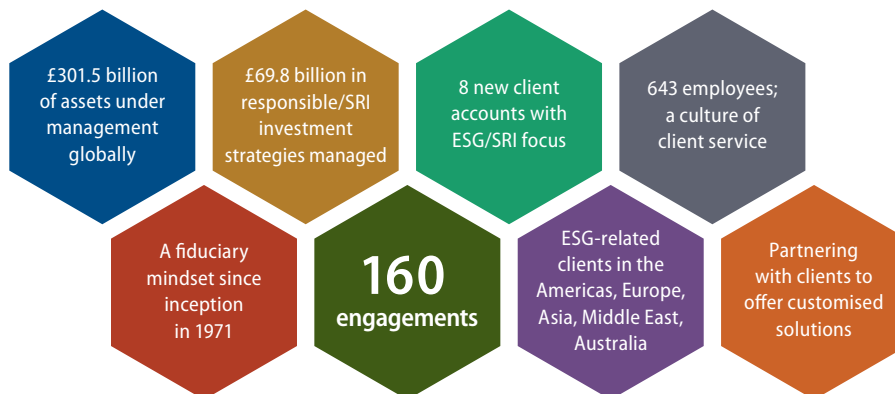 £301.5 billion
of assets under
management
globally
£69.8 billion in
responsible/SRI
investment
strategies managed
8 new client
accounts with
ESG/SRI focus
643 employees;
a culture of
client service
A fiduciary
mindset since
inception
in 1971
160
engagements
ESG-related
clients in the
Americas, Europe,
Asia, Middle East,
Australia
Partnering
with clients to
offer customised
solutions